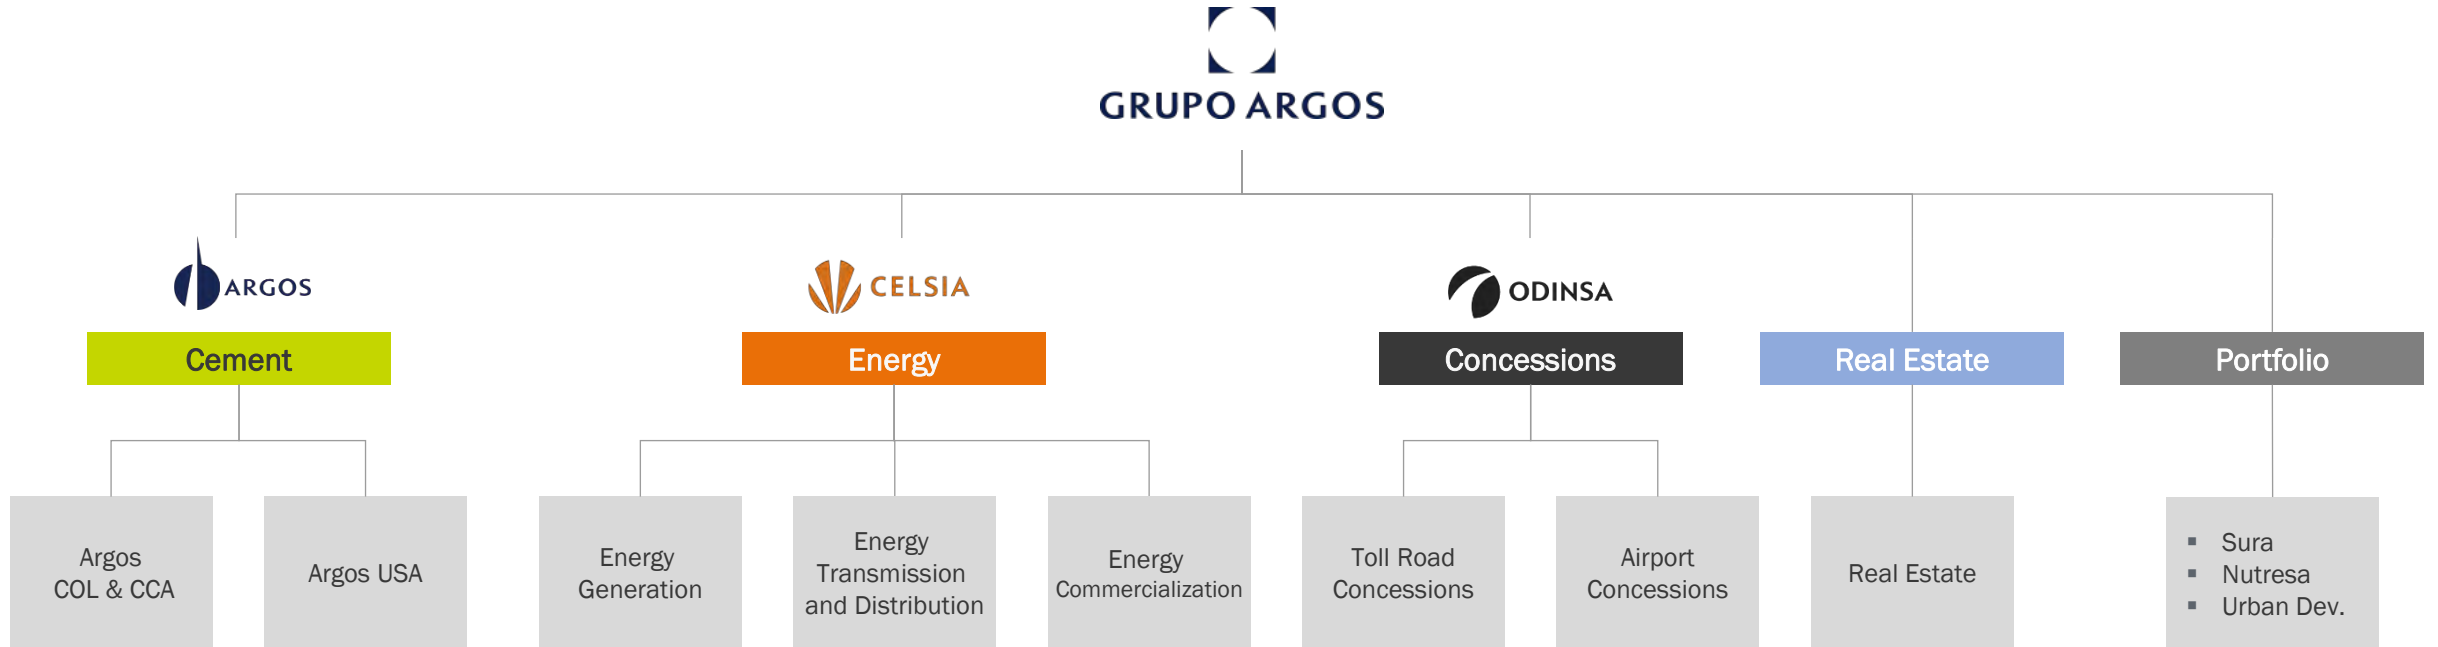 GRUPO ARGOS
ARGOS
CELSIA
ODINSA
Cement
Energy
Concessions
Real Estate
Portfolio
Argos
COL & CCA
Argos USA
Energy
Generation
Energy
Transmission
and Distribution
Energy
Commercialization
Toll Road
Concessions
Airport
Concessions
Real Estate
▪ Sura
▪ Nutresa
▪ Urban Dev.